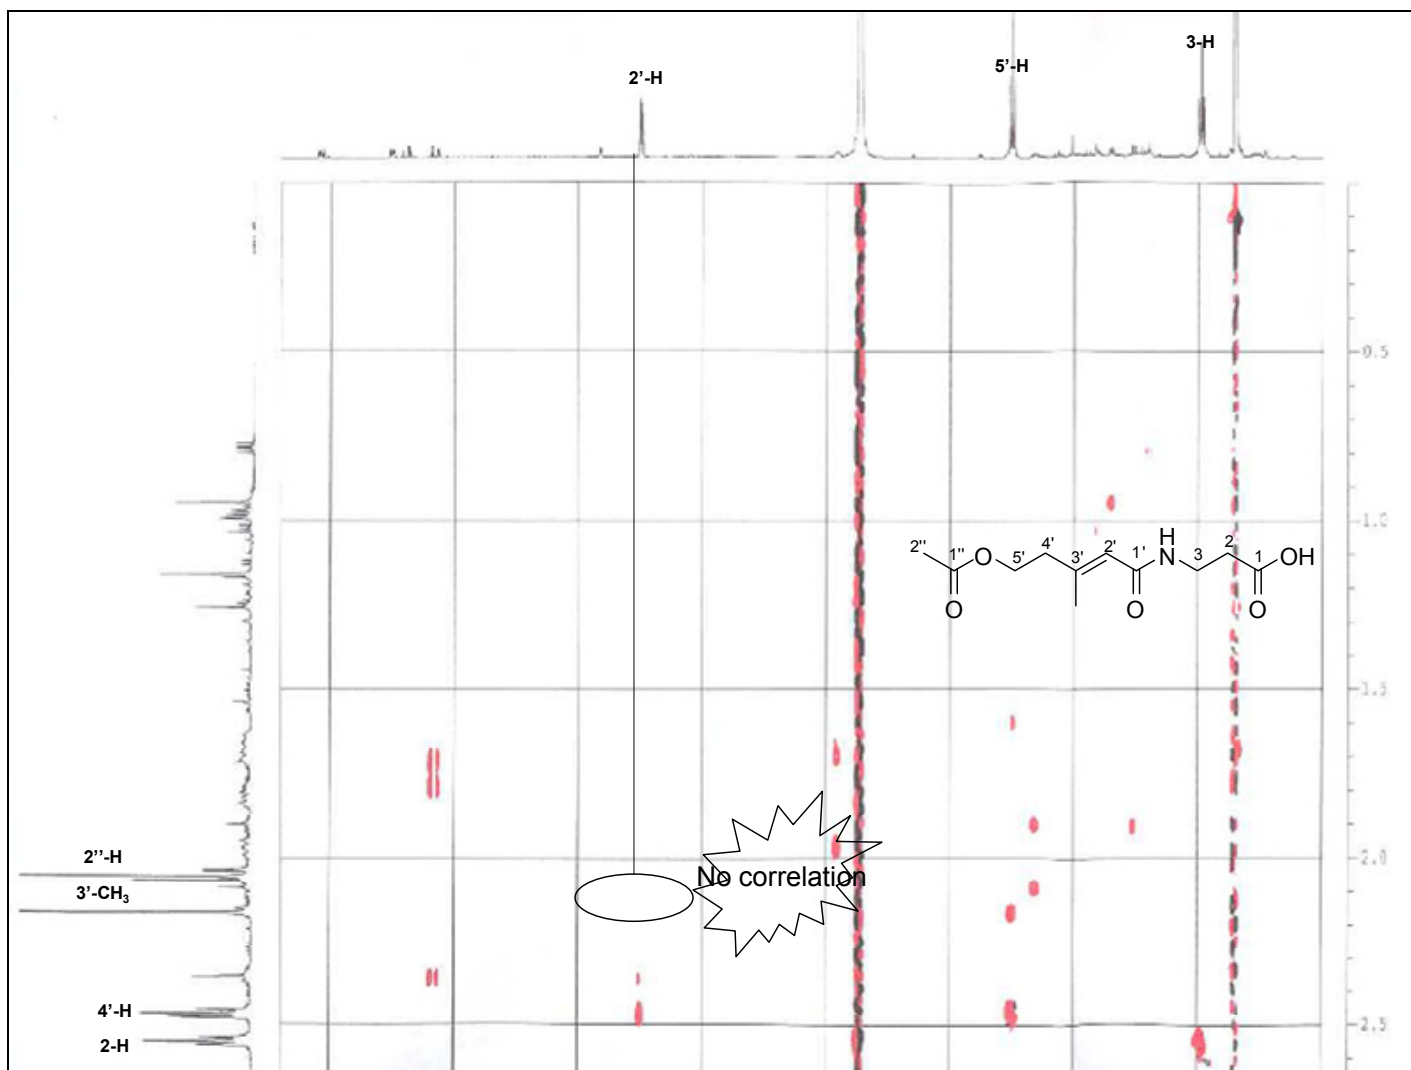 3-H
5'-H
2'-H
-0.5
-1.0
H
2'' 1'' O 5' 4' 3' 2' 1' N 3 2 1 OH
O O O
-1.5
2''-H
3'-CH₃
-2.0
No correlation
4'-H
2-H
-2.5